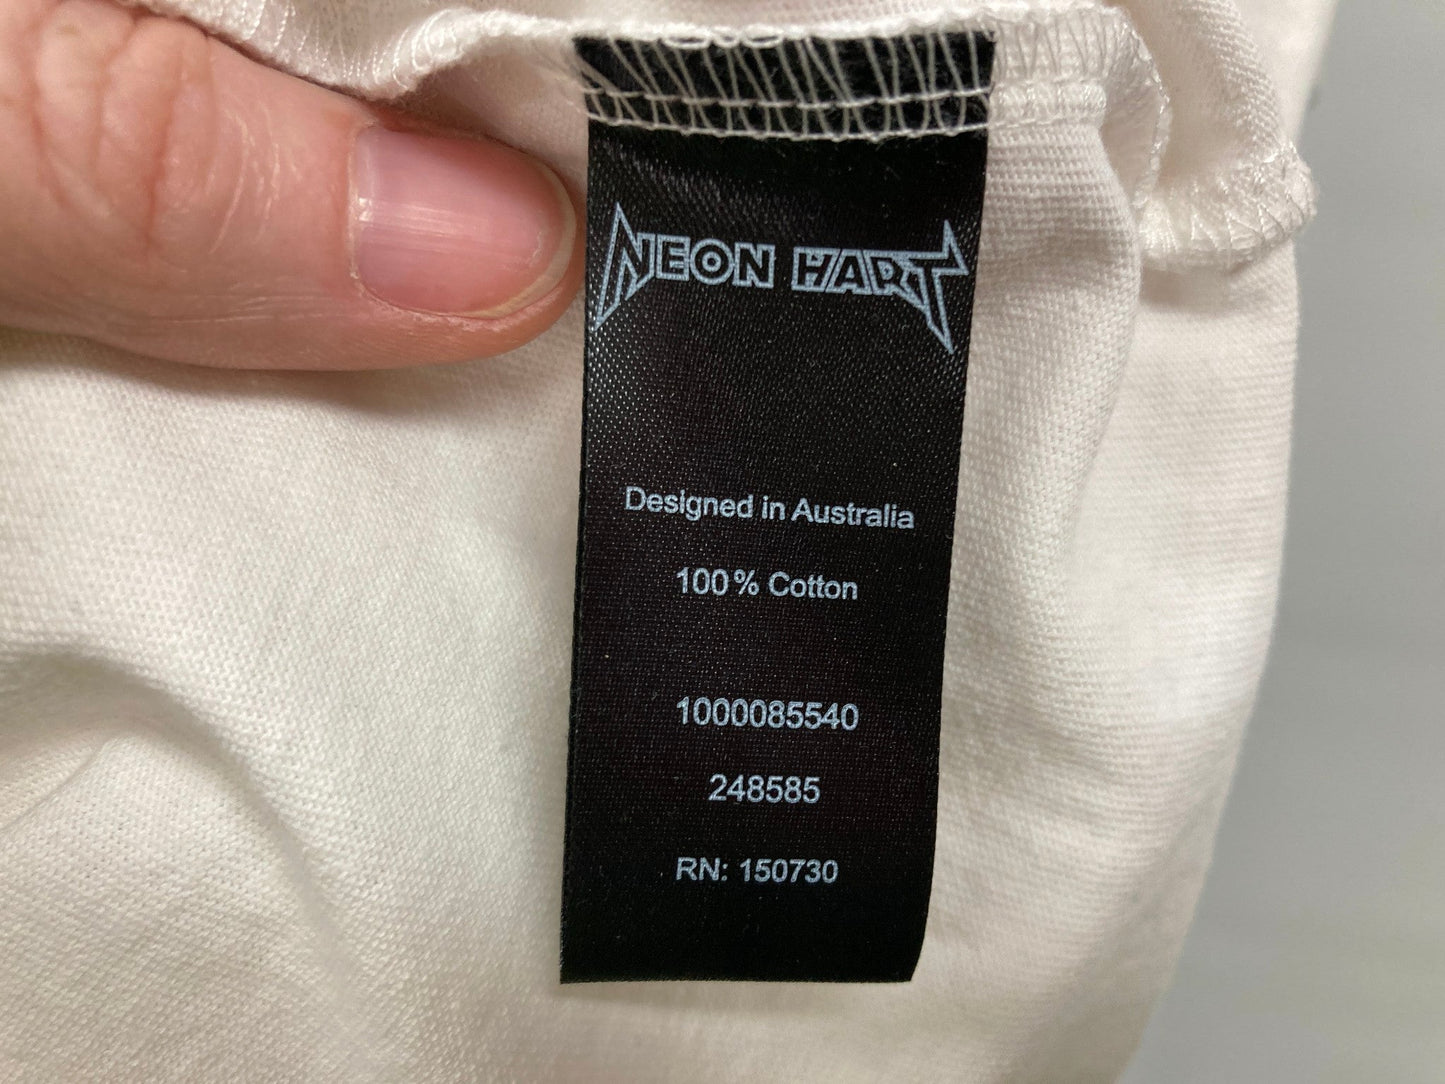 NEON HART
Designed in Australia
100% Cotton
1000085540
248585
RN: 150730